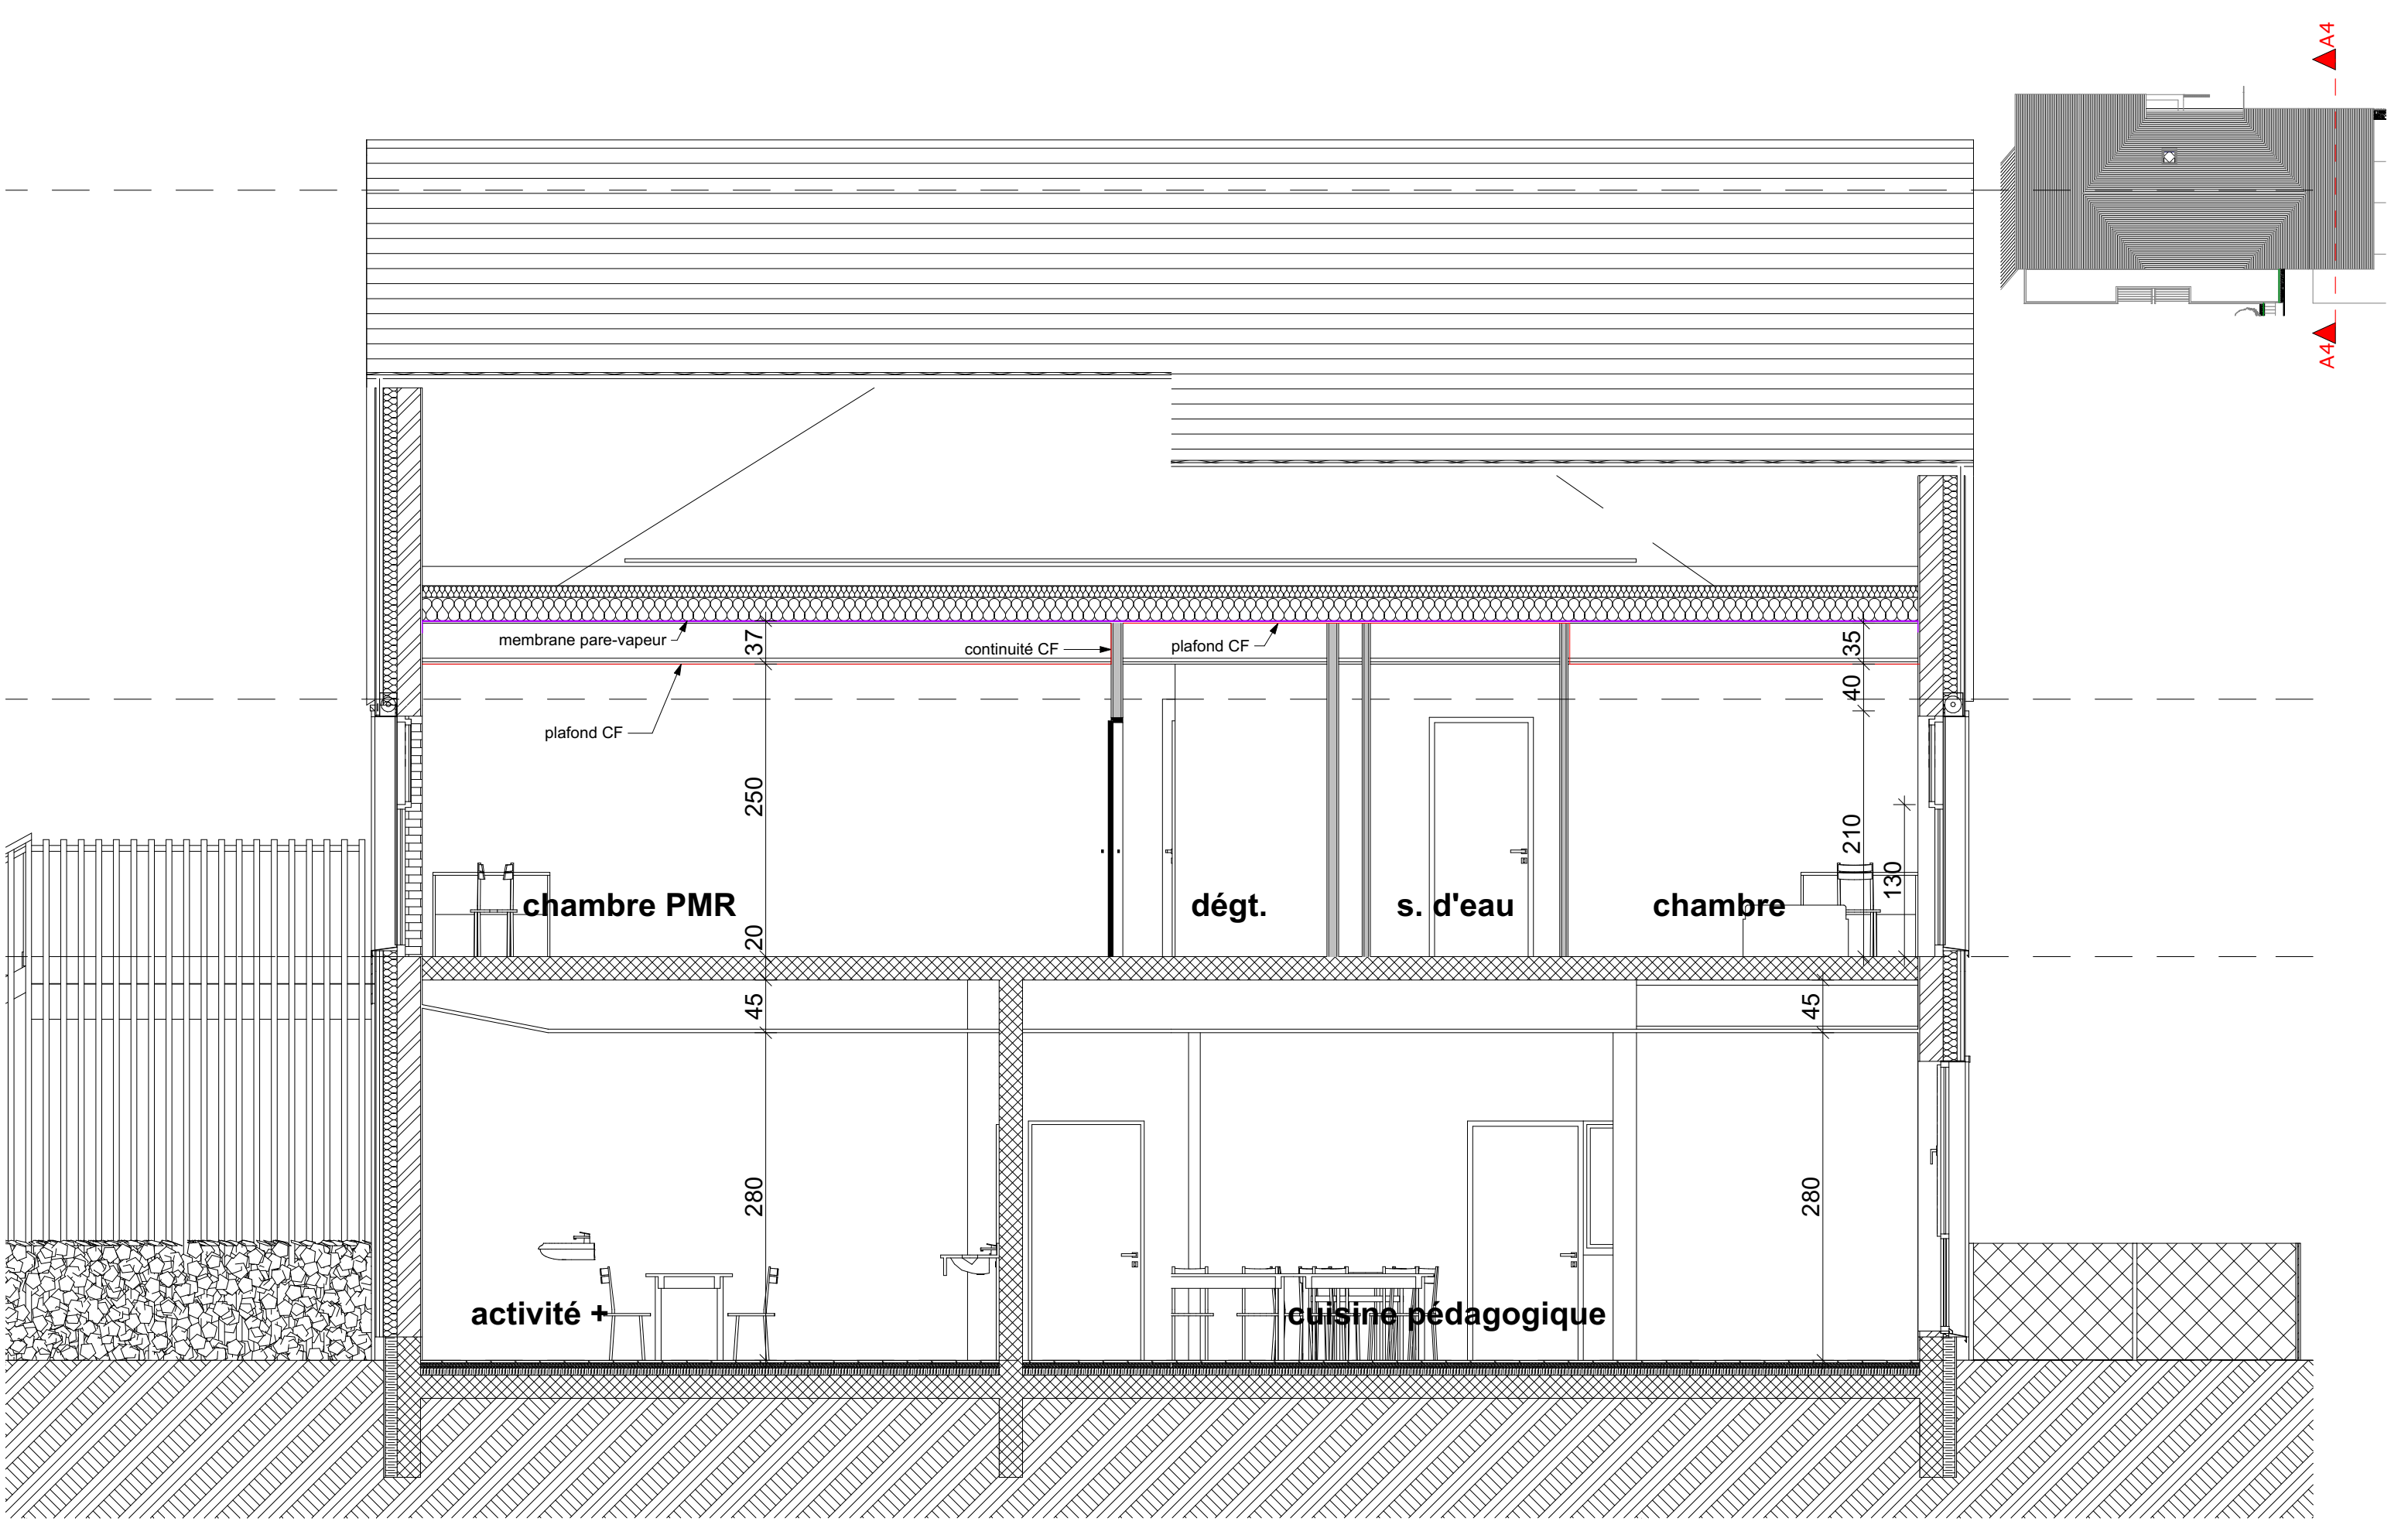 A4
A4
membrane pare-vapeur
37
continuité CF
plafond CF
35
40
plafond CF
250
210
130
chambre PMR
dégt.
s. d'eau
chambre
20
45
45
280
280
activité +
cuisine pédagogique